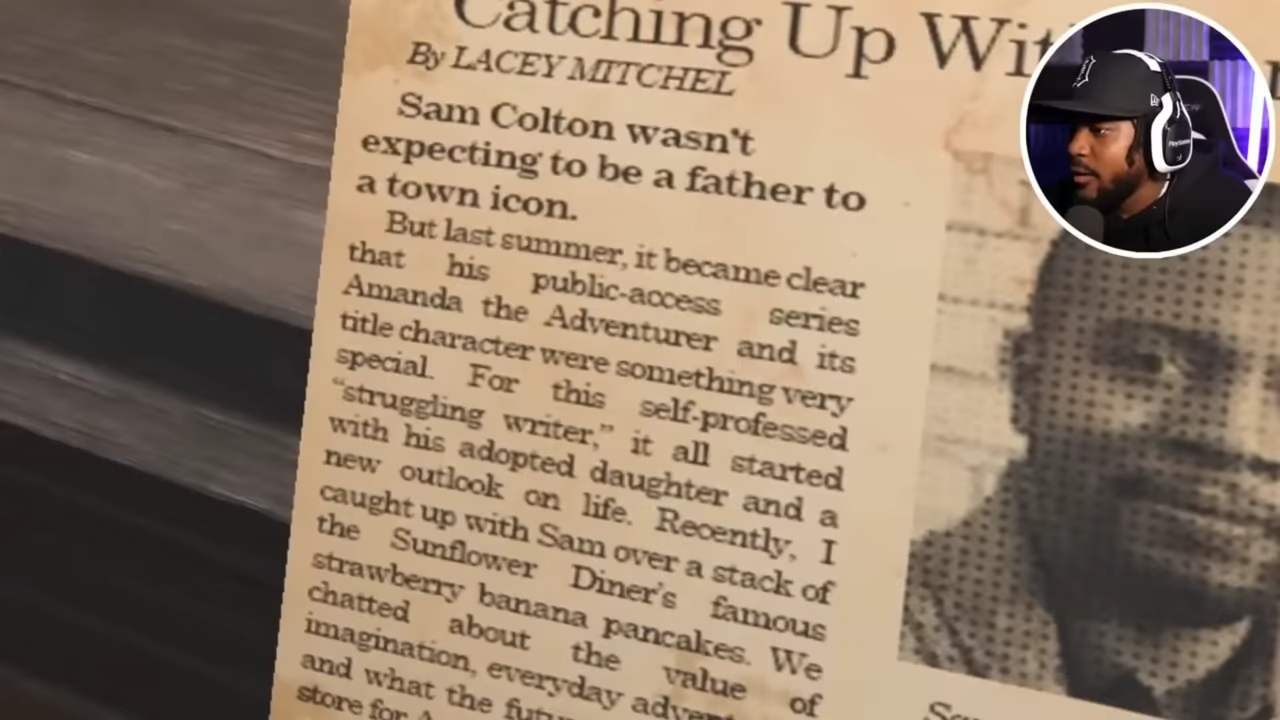 Catching Up Wit
By LACEY MITCHEL
Sam Colton wasn't
expecting to be a father to
a town icon.
But last summer, it became clear
that his public-access series
Amanda the Adventurer and its
title character were something very
special. For this self-professed
“struggling writer,” it all started
with his adopted daughter and a
new outlook on life. Recently, I
caught up with Sam over a stack of
the Sunflower Diner's famous
strawberry banana pancakes. We
chatted about the value of
imagination, everyday
and what the
store for
PlayStation